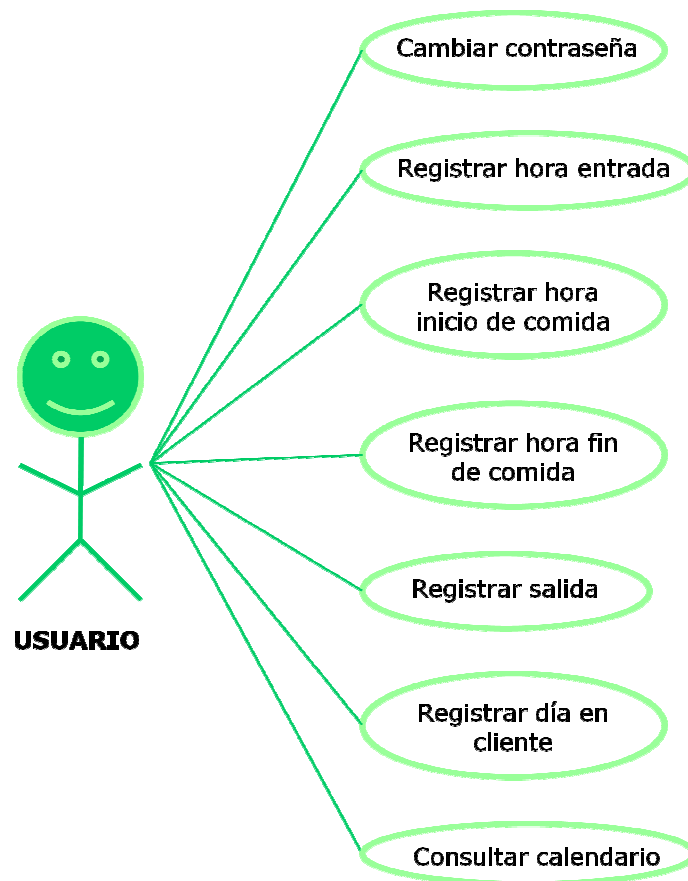 Cambiar contraseña
Registrar hora entrada
Registrar hora
inicio de comida
Registrar hora fin
de comida
Registrar salida
USUARIO
Registrar día en
cliente
Consultar calendario